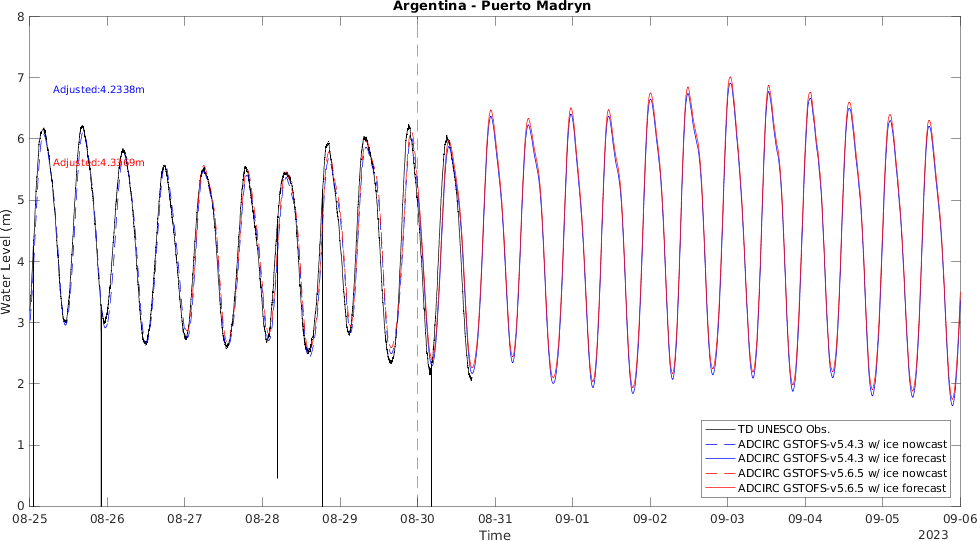 Argentina - Puerto Madryn
Water Level (m)
8
7
6
5
4
3
2
1
0
Adjusted:4.2338m
Adjusted:4.3369m
TD UNESCO Obs.
ADCIRC GSTOFS-v5.4.3 w/ ice nowcast
ADCIRC GSTOFS-v5.4.3 w/ ice forecast
ADCIRC GSTOFS-v5.6.5 w/ ice nowcast
ADCIRC GSTOFS-v5.6.5 w/ ice forecast
08-25 08-26 08-27 08-28 08-29 08-30 08-31 09-01 09-02 09-03 09-04 09-05 09-06
Time
2023